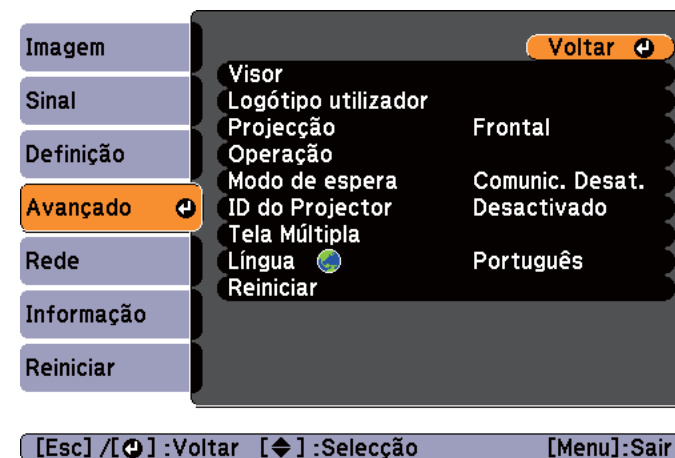 Imagem
Sinal
Definição
Avançado
Rede
Informação
Reiniciar
Voltar
Visor
Logótipo utilizador
Projecção Frontal
Operação
Modo de espera Comunic. Desat.
ID do Projector Desactivado
Tela Múltipla
Língua Português
Reiniciar
[Esc] /[ ] :Voltar [ ] :Selecção [Menu]:Sair